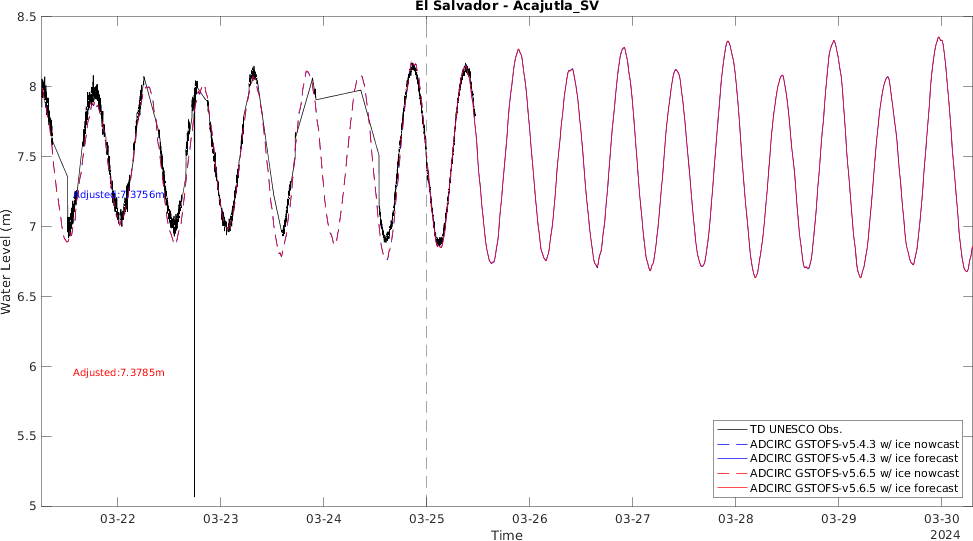 El Salvador - Acajutla_SV
8.5
8
7.5
7
6.5
6
5.5
5
Water Level (m)
Adjusted:7.3756m
Adjusted:7.3785m
TD UNESCO Obs.
ADCIRC GSTOFS-v5.4.3 w/ ice nowcast
ADCIRC GSTOFS-v5.4.3 w/ ice forecast
ADCIRC GSTOFS-v5.6.5 w/ ice nowcast
ADCIRC GSTOFS-v5.6.5 w/ ice forecast
03-22 03-23 03-24 03-25 03-26 03-27 03-28 03-29 03-30
Time
2024